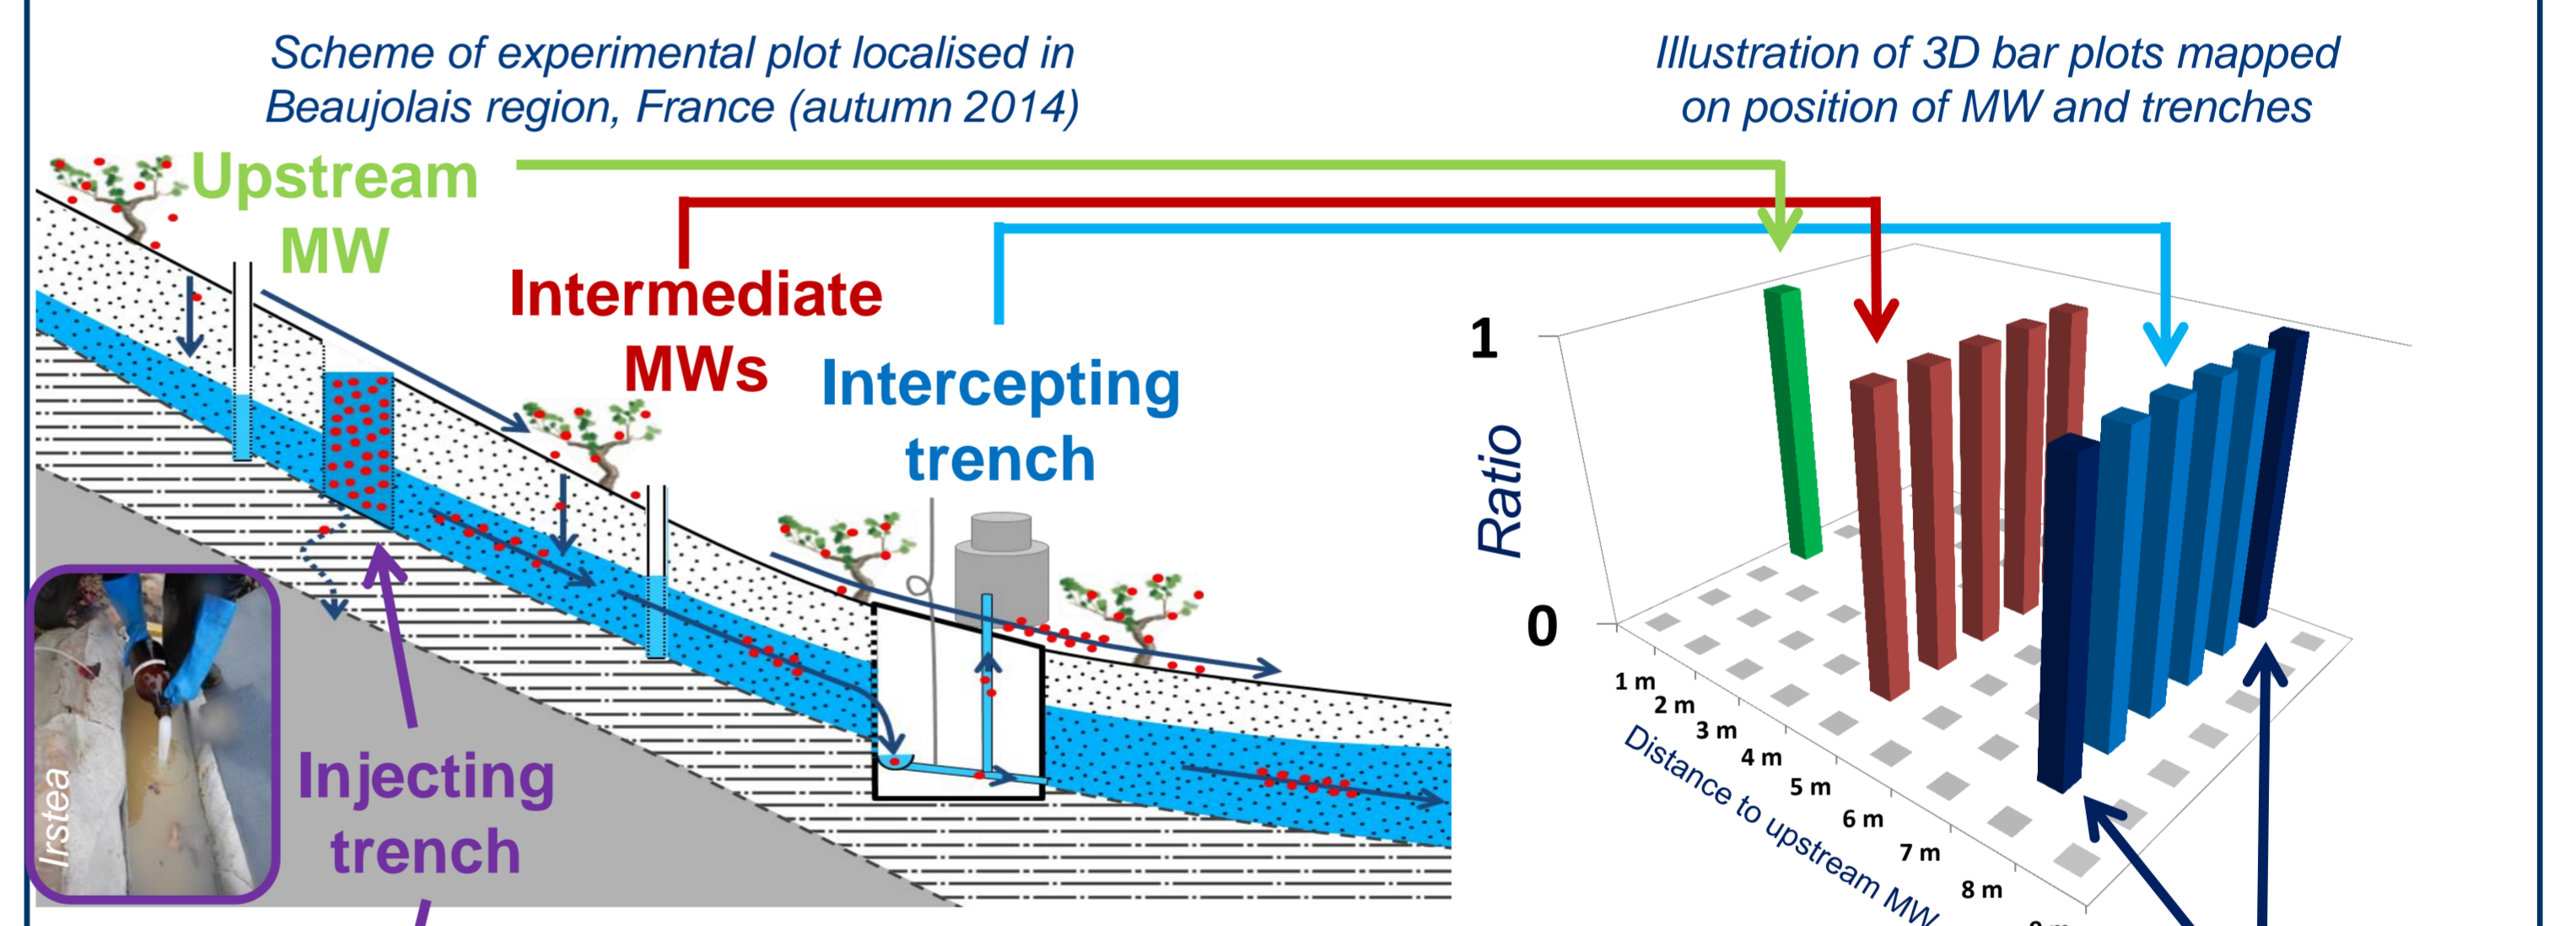 Scheme of experimental plot localised in
Beaujolais region, France (autumn 2014)
Illustration of 3D bar plots mapped
on position of MW and trenches
Upstream
MW
Intermediate
MWs
Intercepting
trench
Injecting
trench
Irstea
1
Ratio
0
1 m
2 m
3 m
4 m
5 m
6 m
7 m
8 m
Distance to upstream MW